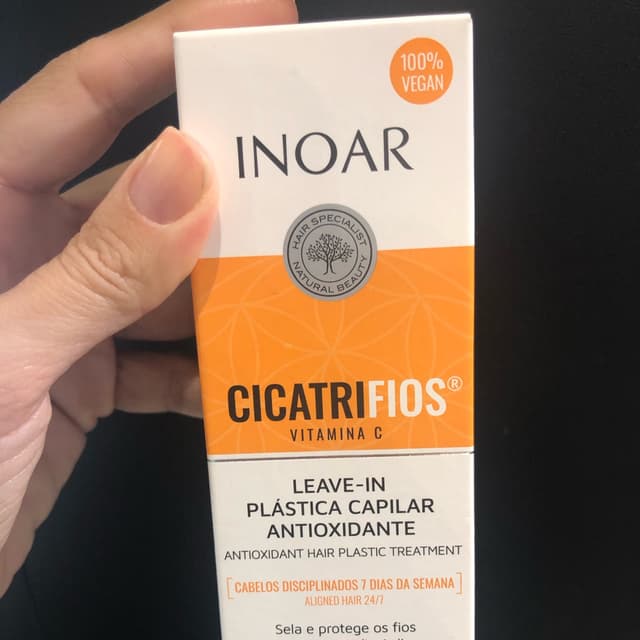 100%
VEGAN
INOAR
HAIR SPECIALIST
NATURAL BEAUTY
CICATRIFIOS®
VITAMINA C
LEAVE-IN
PLÁSTICA CAPILAR
ANTIOXIDANTE
ANTIOXIDANT HAIR PLASTIC TREATMENT
[CABELOS DISCIPLINADOS 7 DIAS DA SEMANA]
ALIGNED HAIR 24/7
Sela e protege os fios